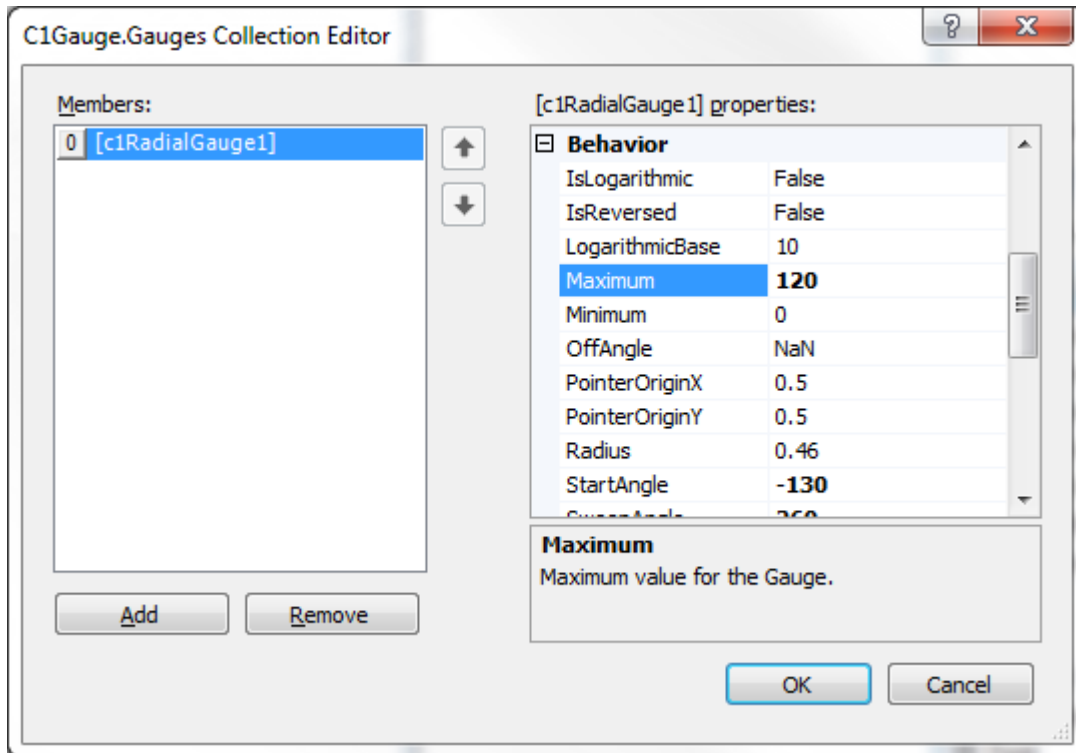 C1Gauge.Gauges Collection Editor
Members:
[c1RadialGauge1] properties:
0 [c1RadialGauge1]
Behavior
IsLogarithmic False
IsReversed False
LogarithmicBase 10
Maximum 120
Minimum 0
OffAngle NaN
PointerOriginX 0.5
PointerOriginY 0.5
Radius 0.46
StartAngle -130
SweepAngle 260
Maximum
Maximum value for the Gauge.
Add Remove
OK Cancel